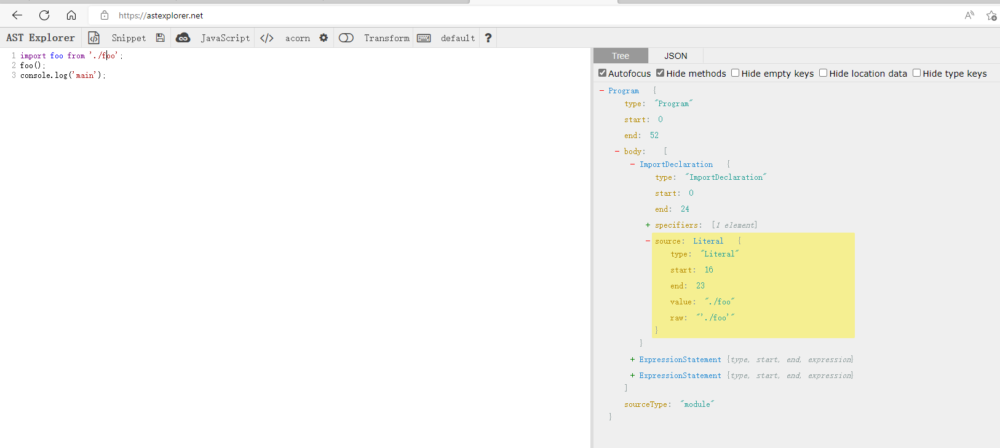 https://astexplorer.net
AST Explorer Snippet JavaScript </> acorn Transform default ?
1 import foo from './foo';
2 foo();
3 console.log('main');
Tree JSON
Autofocus Hide methods Hide empty keys Hide location data Hide type keys
- Program {
type: "Program"
start: 0
end: 52
- body: [
- ImportDeclaration {
type: "ImportDeclaration"
start: 0
end: 24
+ specifiers: [1 element]
- source: Literal {
type: "Literal"
start: 16
end: 23
value: "./foo"
raw: "'./foo'"
}
}
+ ExpressionStatement {type, start, end, expression}
+ ExpressionStatement {type, start, end, expression}
]
sourceType: "module"
}